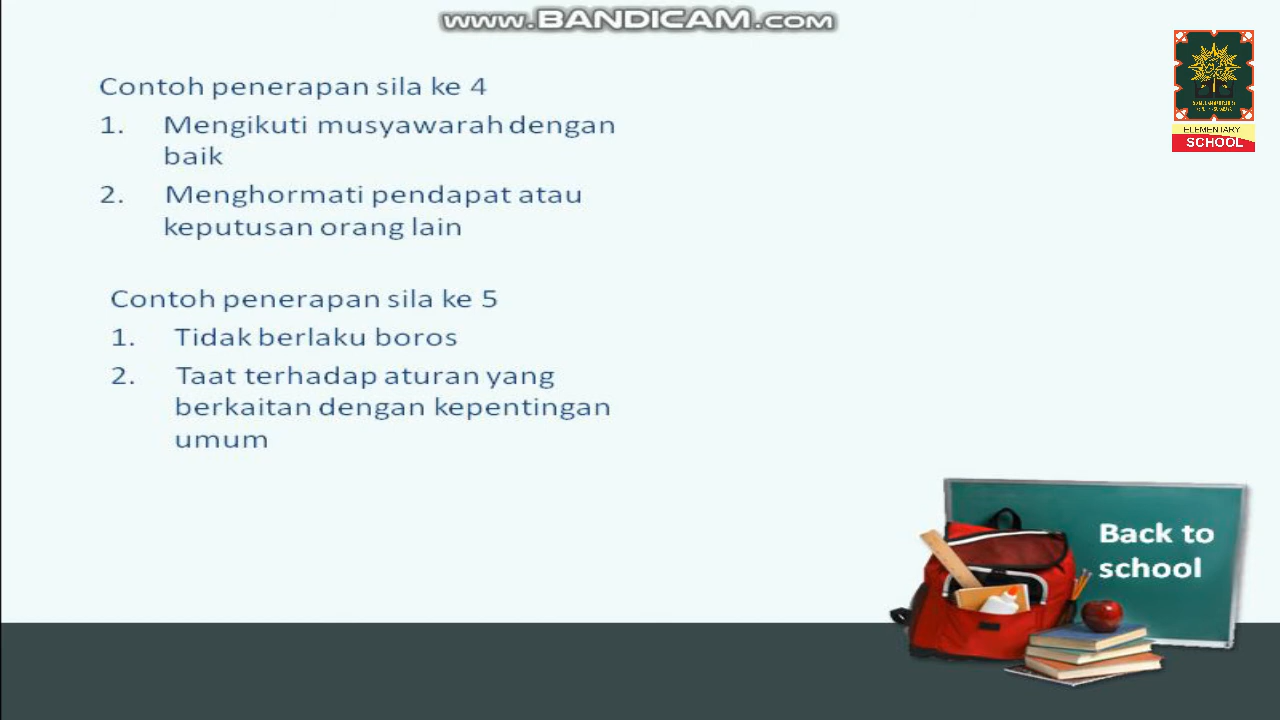 www.BANDICAM.com
Contoh penerapan sila ke 4
1. Mengikuti musyawarah dengan
baik
2. Menghormati pendapat atau
keputusan orang lain
Contoh penerapan sila ke 5
1. Tidak berlaku boros
2. Taat terhadap aturan yang
berkaitan dengan kepentingan
umum
ELEMENTARY
SCHOOL
Back to
school